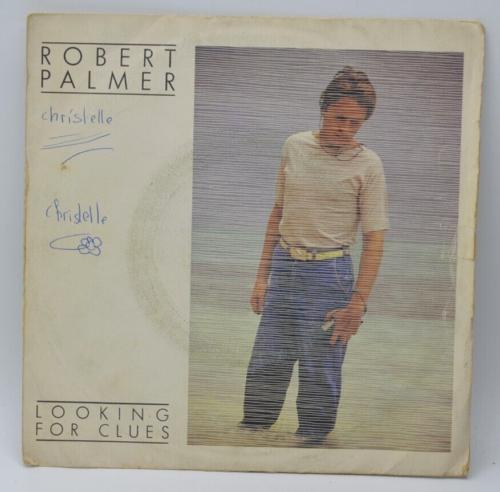 ROBERT
PALMER
christelle
christelle
LOOKING
FOR CLUES